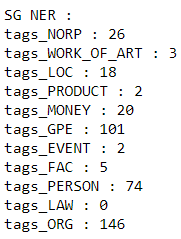 SG NER :
tags_NORP : 26
tags_WORK_OF_ART : 3
tags_LOC : 18
tags_PRODUCT : 2
tags_MONEY : 20
tags_GPE : 101
tags_EVENT : 2
tags_FAC : 5
tags_PERSON : 74
tags_LAW : 0
tags_ORG : 146